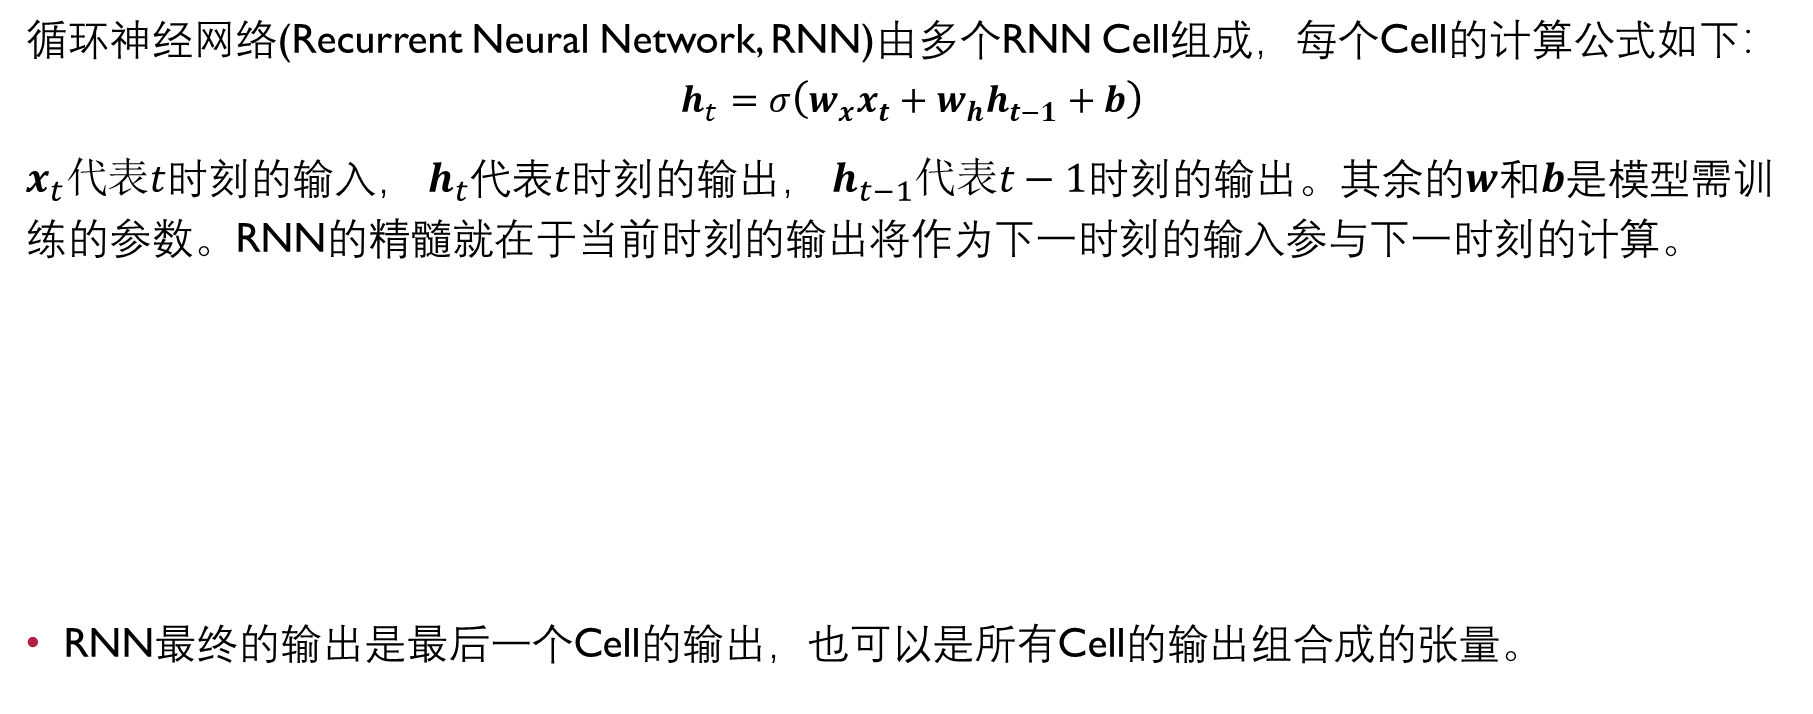 循环神经网络(Recurrent Neural Network, RNN)由多个RNN Cell组成，每个Cell的计算公式如下：
𝒉ₜ = σ(𝒘ₓ𝒙ₜ + 𝒘ₕ𝒉ₜ₋₁ + 𝒃)
𝒙ₜ代表𝑡时刻的输入， 𝒉ₜ代表𝑡时刻的输出， 𝒉ₜ₋₁代表𝑡 − 1时刻的输出。其余的𝒘和𝒃是模型需训
练的参数。RNN的精髓就在于当前时刻的输出将作为下一时刻的输入参与下一时刻的计算。
• RNN最终的输出是最后一个Cell的输出，也可以是所有Cell的输出组合成的张量。